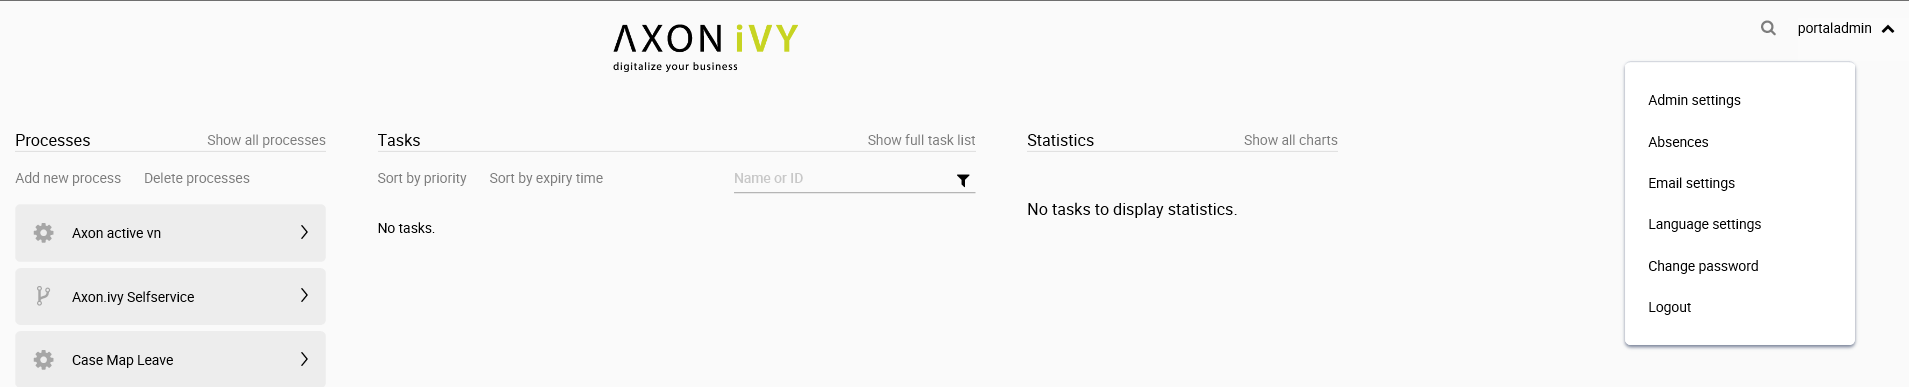 AXON iVY
digitalize your business
portaladmin
Admin settings
Absences
Email settings
Language settings
Change password
Logout
Processes
Show all processes
Add new process
Delete processes
Axon active vn
Axon.ivy Selfservice
Case Map Leave
Tasks
Show full task list
Sort by priority
Sort by expiry time
Name or ID
No tasks.
Statistics
Show all charts
No tasks to display statistics.